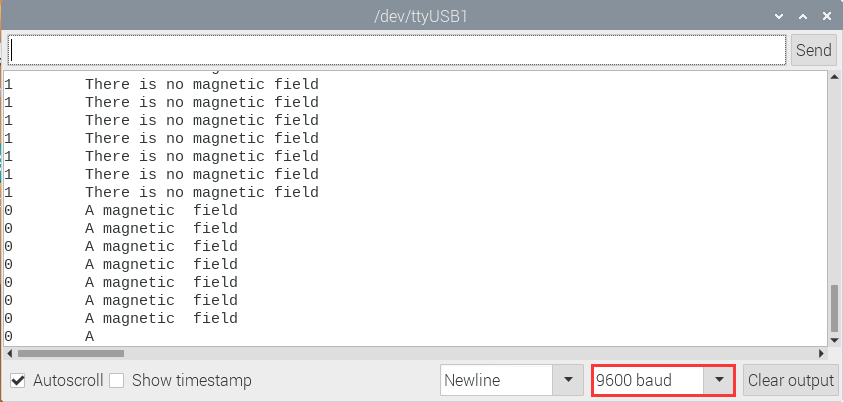 /dev/ttyUSB1
Send
1 There is no magnetic field
1 There is no magnetic field
1 There is no magnetic field
1 There is no magnetic field
1 There is no magnetic field
1 There is no magnetic field
1 There is no magnetic field
0 A magnetic  field
0 A magnetic  field
0 A magnetic  field
0 A magnetic  field
0 A magnetic  field
0 A magnetic  field
0 A magnetic  field
0 A
Autoscroll Show timestamp Newline 9600 baud Clear output